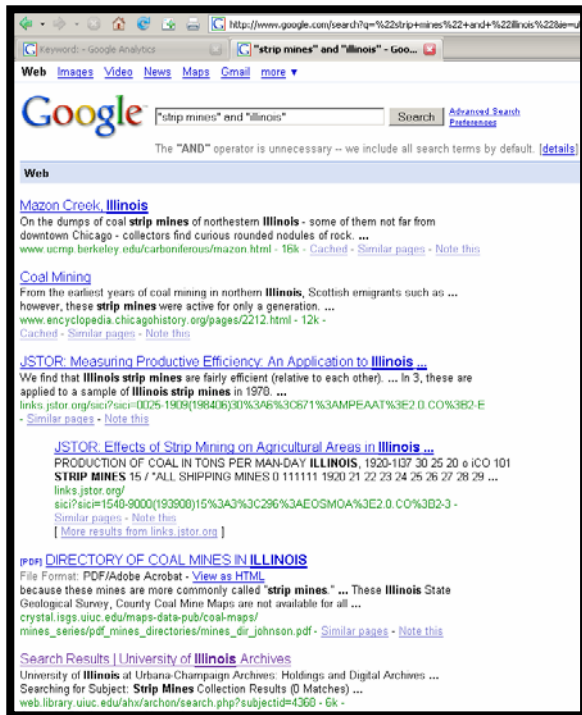 http://www.google.com/search?q=%22strip+mines%22+and+%22illinois%22&ie=u
Keyword: - Google Analytics
"strip mines" and "illinois" - Goo...
Web Images Video News Maps Gmail more ▼
Google
"strip mines" and "illinois"
Search
Advanced Search
Preferences
The "AND" operator is unnecessary -- we include all search terms by default. [details]
Web
Mazon Creek, Illinois
On the dumps of coal strip mines of northestern Illinois - some of them not far from
downtown Chicago - collectors find curious rounded nodules of rock. ...
www.ucmp.berkeley.edu/carboniferous/mazon.html - 16k - Cached - Similar pages - Note this
Coal Mining
From the earliest years of coal mining in northern Illinois, Scottish emigrants such as ...
however, these strip mines were active for only a generation. ...
www.encyclopedia.chicagohistory.org/pages/2212.html - 12k -
Cached - Similar pages - Note this
JSTOR: Measuring Productive Efficiency: An Application to Illinois ...
We find that Illinois strip mines are fairly efficient (relative to each other). ... In 3, these are
applied to a sample of Illinois strip mines in 1978. ...
links.jstor.org/sici?sici=0025-1909(198406)30%3A6%3C671%3AMPEAAT%3E2.0.CO%3B2-E
- Similar pages - Note this
JSTOR: Effects of Strip Mining on Agricultural Areas in Illinois ...
PRODUCTION OF COAL IN TONS PER MAN-DAY ILLINOIS, 1920-1I37 30 25 20 o iCO 101
STRIP MINES 15 / "ALL SHIPPING MINES 0 111111 1920 21 22 23 24 25 26 27 28 29 ...
links.jstor.org/
sici?sici=1548-9000(193908)15%3A3%3C296%3AEOSMOA%3E2.0.CO%3B2-3 -
Similar pages - Note this
[ More results from links.jstor.org ]
[PDF] DIRECTORY OF COAL MINES IN ILLINOIS
File Format: PDF/Adobe Acrobat - View as HTML
because these mines are more commonly called "strip mines." ... These Illinois State
Geological Survey, County Coal Mine Maps are not available for all ...
crystal.isgs.uiuc.edu/maps-data-pub/coal-maps/
mines_series/pdf_mines_directories/mines_dir_johnson.pdf - Similar pages - Note this
Search Results | University of Illinois Archives
University of Illinois at Urbana-Champaign Archives: Holdings and Digital Archives ...
Searching for Subject: Strip Mines Collection Results (0 Matches) ...
web.library.uiuc.edu/ahx/archon/search.php?subjectid=4368 - 6k -